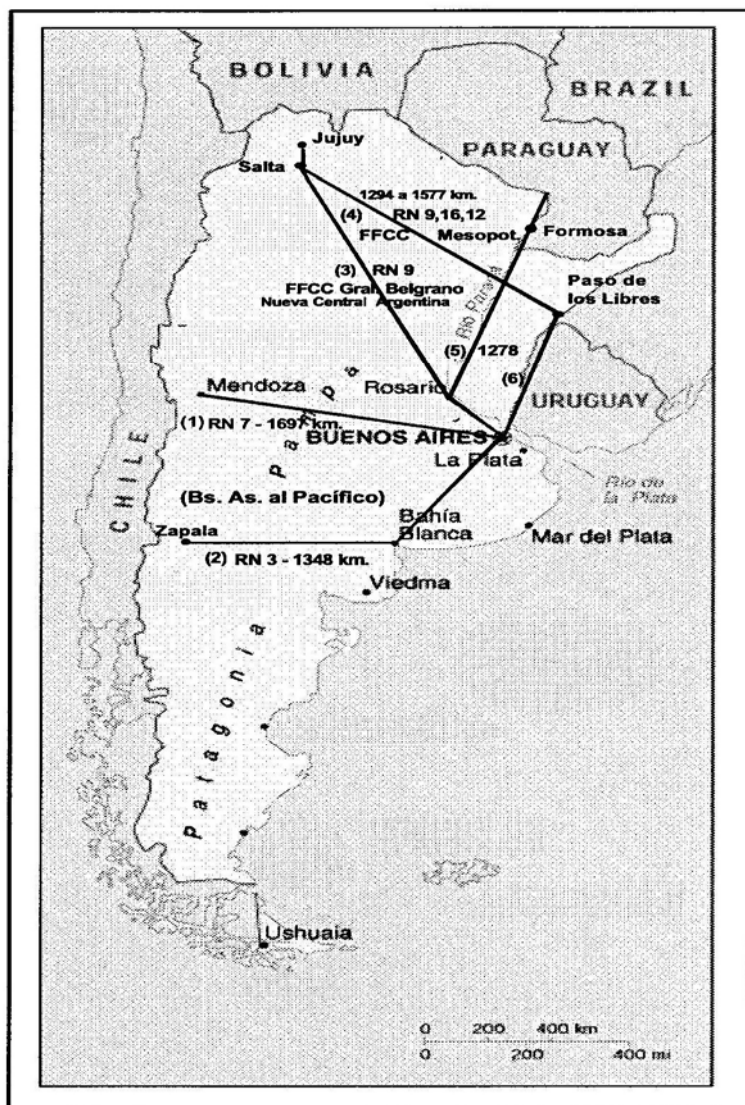 BOLIVIA
BRAZIL
PARAGUAY
Jujuy
Salta
1294 a 1577 km.
(4) RN 9,16,12
FFCC Mesopot.
Formosa
(3) RN 9
FFCC Gral. Belgrano
Nueva Central Argentina
Paso de
los Libres
Río Paraná
(5) 1278
(6)
Mendoza
Pampa
Rosario
URUGUAY
(1) RN 7 - 1697 km.
BUENOS AIRES
La Plata
Río de
la Plata
CHILE
(Bs. As. al Pacífico)
Zapala
Bahía
Blanca
Mar del Plata
(2) RN 3 - 1348 km.
Viedma
Patagonia
Ushuaia
0 200 400 km
0 200 400 mi